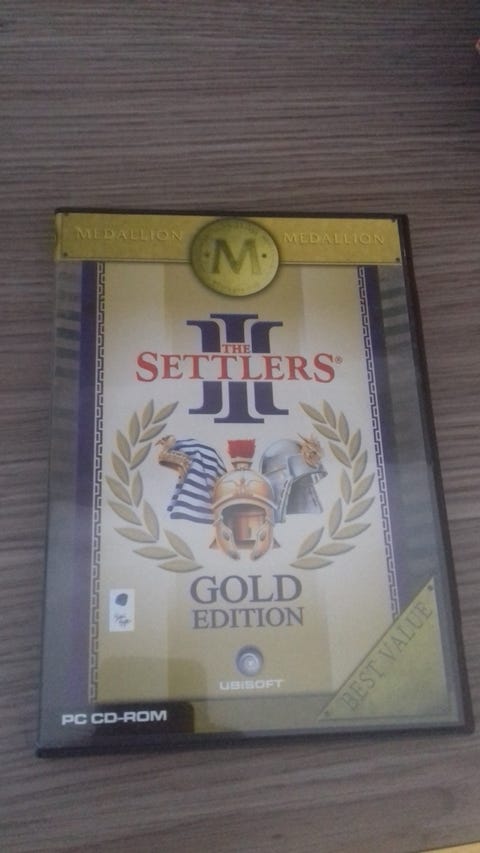 MEDALLION M MEDALLION
III
THE
SETTLERS®
GOLD
EDITION
UBISOFT
BEST VALUE
PC CD-ROM